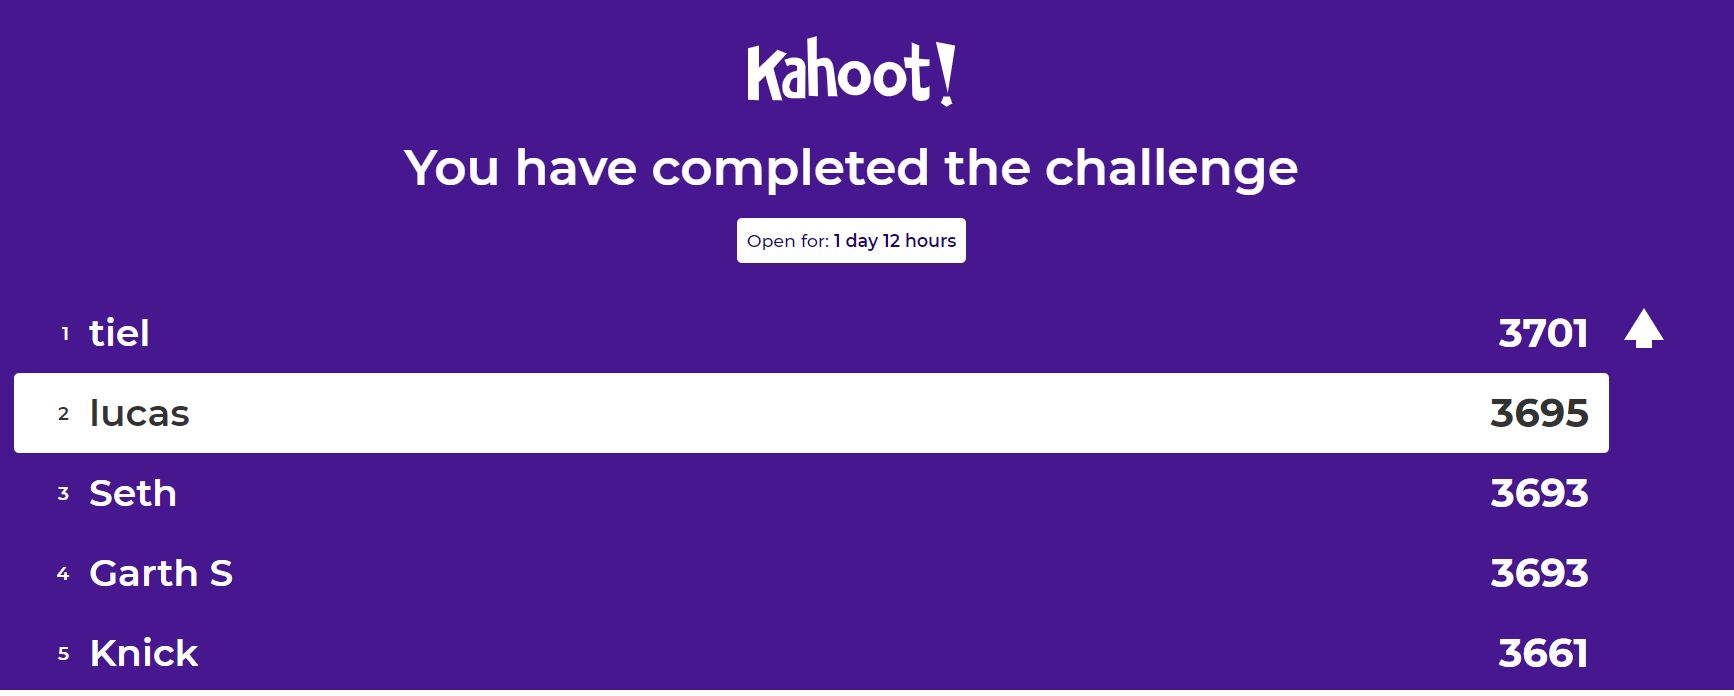 Kahoot!
You have completed the challenge
Open for: 1 day 12 hours
1 tiel 3701
2 lucas 3695
3 Seth 3693
4 Garth S 3693
5 Knick 3661